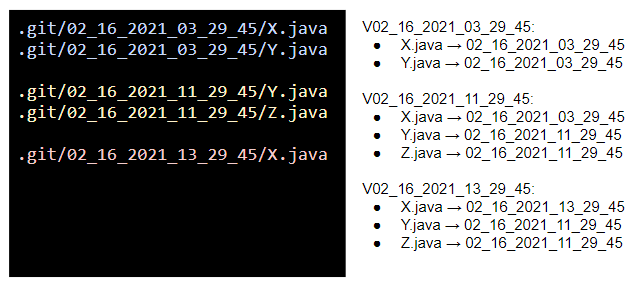 .git/02_16_2021_03_29_45/X.java
.git/02_16_2021_03_29_45/Y.java
.git/02_16_2021_11_29_45/Y.java
.git/02_16_2021_11_29_45/Z.java
.git/02_16_2021_13_29_45/X.java
V02_16_2021_03_29_45:
● X.java → 02_16_2021_03_29_45
● Y.java → 02_16_2021_03_29_45
V02_16_2021_11_29_45:
● X.java → 02_16_2021_03_29_45
● Y.java → 02_16_2021_11_29_45
● Z.java → 02_16_2021_11_29_45
V02_16_2021_13_29_45:
● X.java → 02_16_2021_13_29_45
● Y.java → 02_16_2021_11_29_45
● Z.java → 02_16_2021_11_29_45